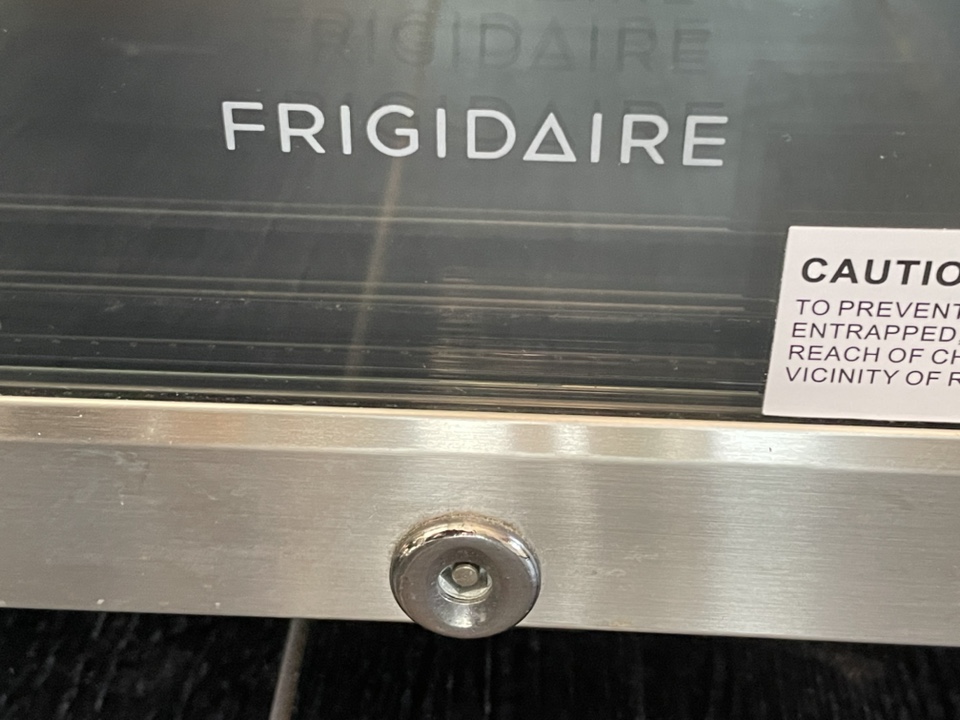 FRIGIDAIRE
CAUTIO
TO PREVENT
ENTRAPPED,
REACH OF CH
VICINITY OF R